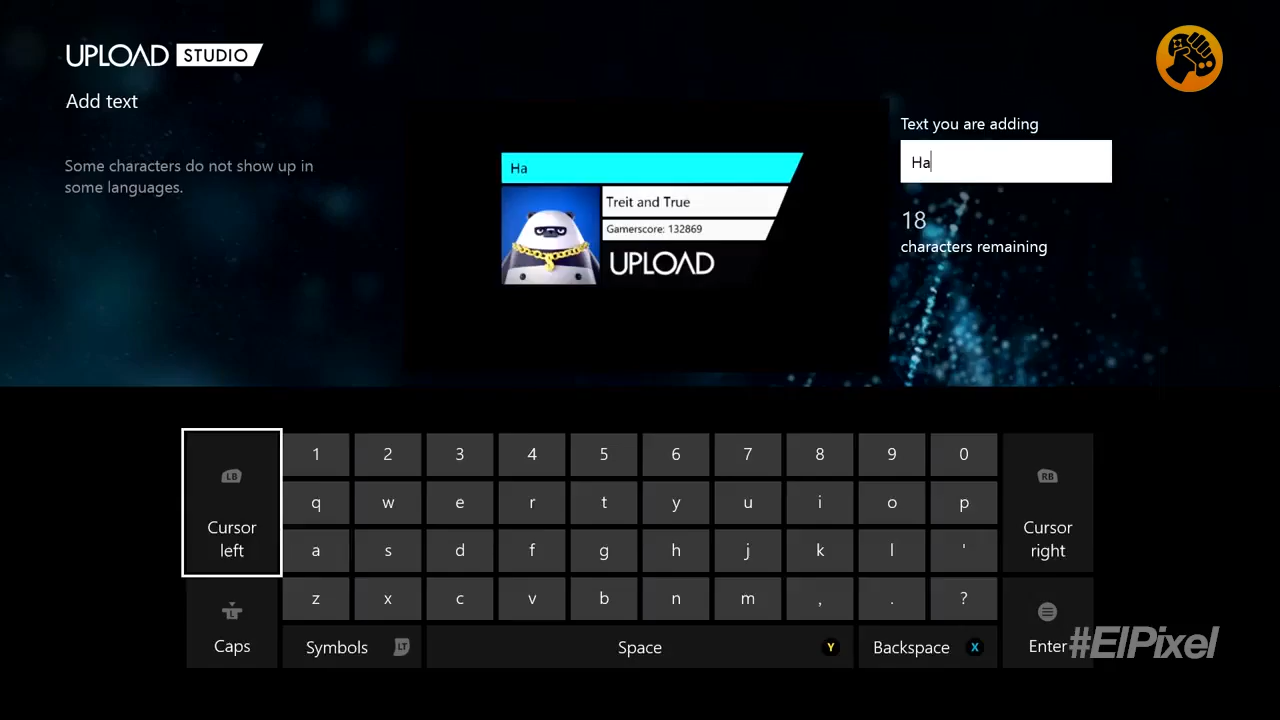 UPLOAD STUDIO
Add text
Some characters do not show up in
some languages.
Ha
Treit and True
Gamerscore: 132869
UPLOAD
Text you are adding
Ha
18
characters remaining
LB
Cursor
left
1 2 3 4 5 6 7 8 9 0
q w e r t y u i o p
a s d f g h j k l '
z x c v b n m , . ?
RB
Cursor
right
L
Caps
Symbols LT
Space Y
Backspace X
Enter
#ElPixel